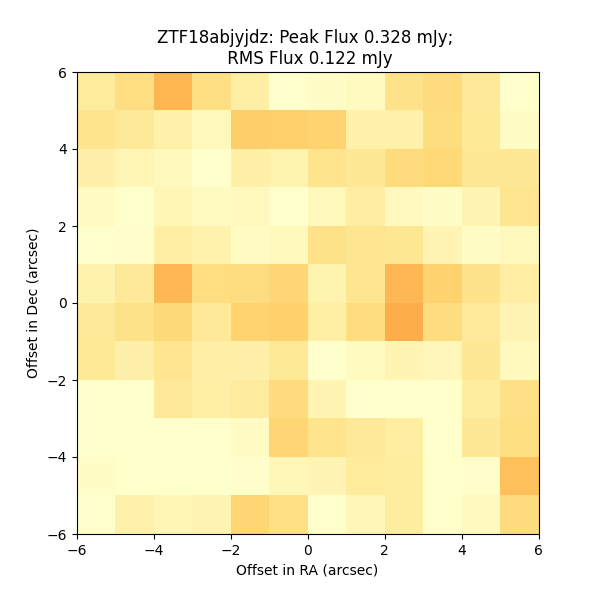 ZTF18abjyjdz: Peak Flux 0.328 mJy;
RMS Flux 0.122 mJy
6
4
2
0
−2
−4
−6
Offset in Dec (arcsec)
−6 −4 −2 0 2 4 6
Offset in RA (arcsec)